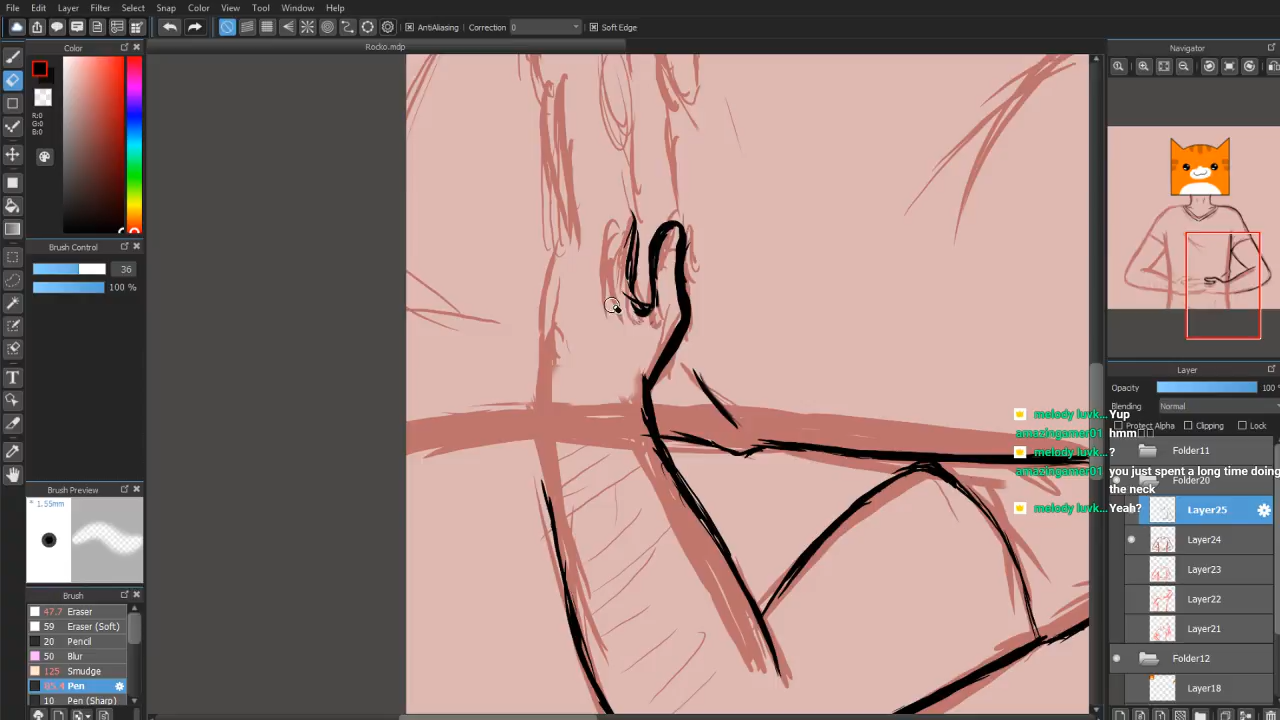 File Edit Layer Filter Select Snap Color View Tool Window Help
AntiAliasing Correction 0 Soft Edge
Rocko.mdp
Color
R:0
G:0
B:0
Brush Control
36
100 %
Brush Preview
* 1.55mm
Brush
47.7 Eraser
59 Eraser (Soft)
20 Pencil
50 Blur
125 Smudge
Pen
10 Pen (Sharp)
Navigator
Layer
Opacity 100 %
Blending Normal
Protect Alpha Clipping Lock
Folder11
Folder20
Layer25
Layer24
Layer23
Layer22
Layer21
Folder12
Layer18
melody luvk... Yup
amazingamer01 hmm
melody luvk... ?
amazingamer01 you just spent a long time doing
the neck
melody luvk... Yeah?